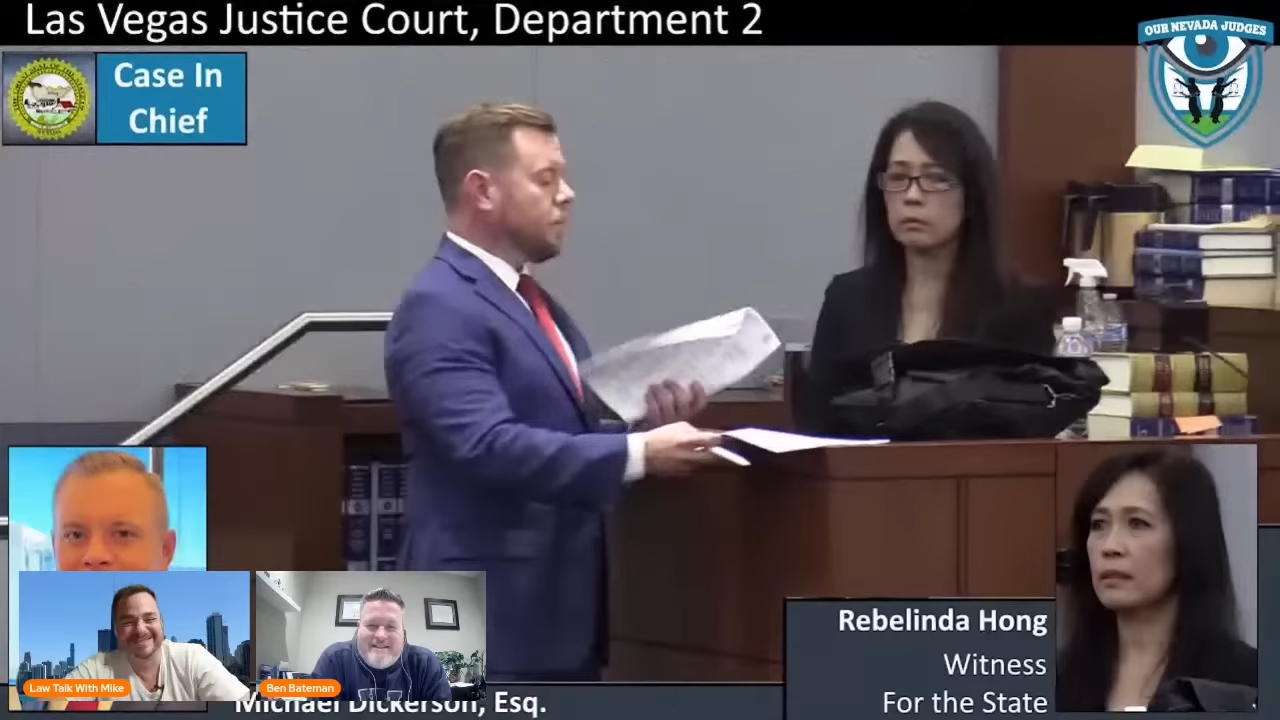 Las Vegas Justice Court, Department 2
OUR NEVADA JUDGES
Case In
Chief
Rebelinda Hong
Witness
For the State
Law Talk With Mike
Ben Bateman
Michael Dickerson, Esq.